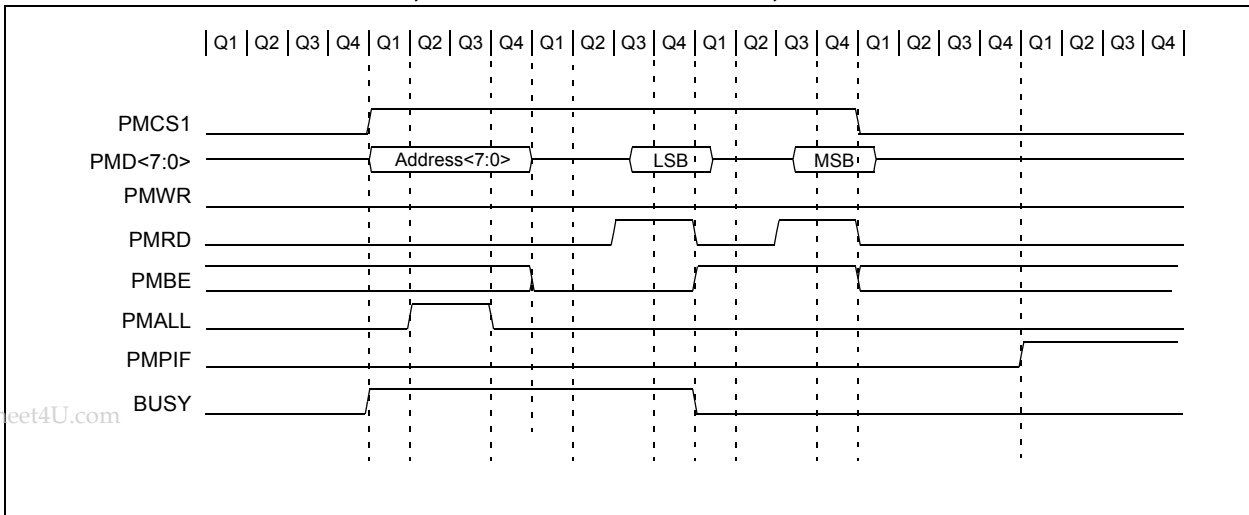 Q1 Q2 Q3 Q4 Q1 Q2 Q3 Q4 Q1 Q2 Q3 Q4 Q1 Q2 Q3 Q4 Q1 Q2 Q3 Q4 Q1 Q2 Q3 Q4
PMCS1
PMD<7:0> Address<7:0> LSB MSB
PMWR
PMRD
PMBE
PMALL
PMPIF
BUSY
eet4U.com